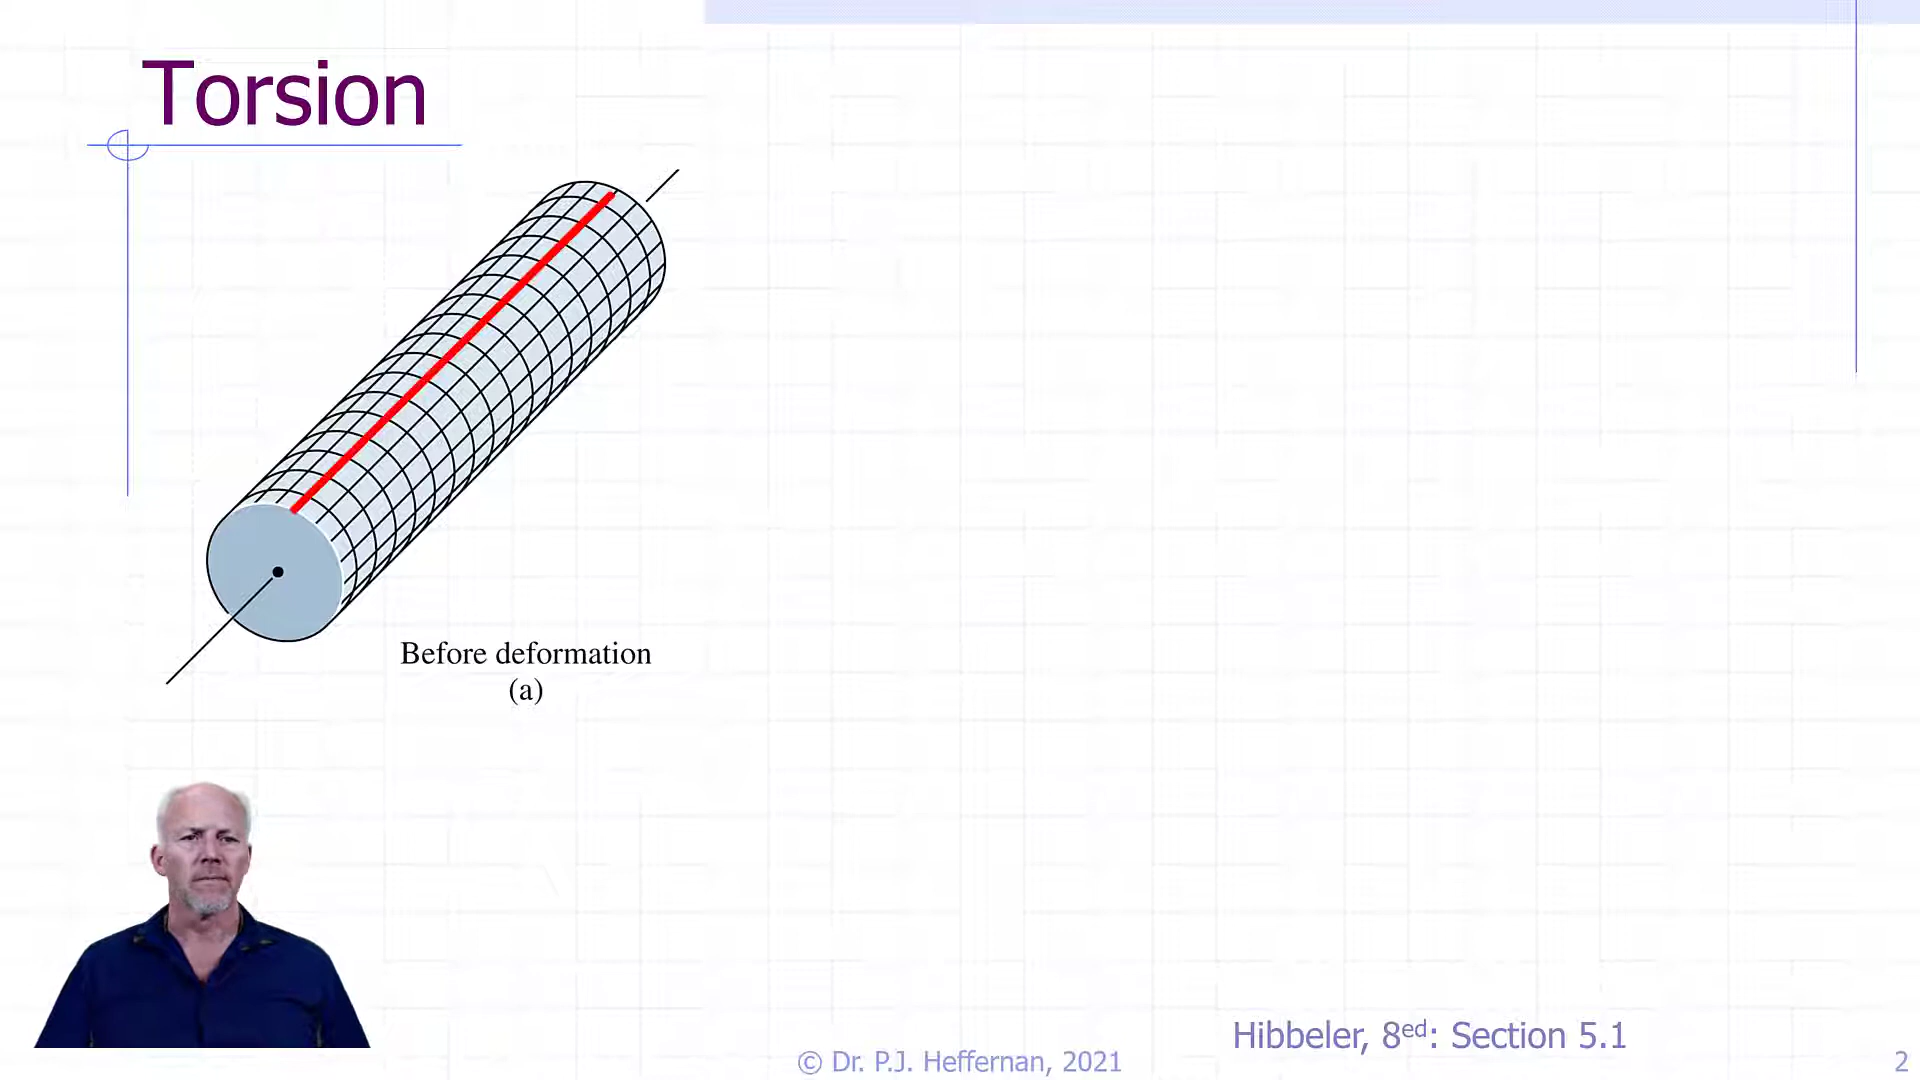 Torsion
Before deformation
(a)
Hibbeler, 8ed: Section 5.1
© Dr. P.J. Heffernan, 2021
2